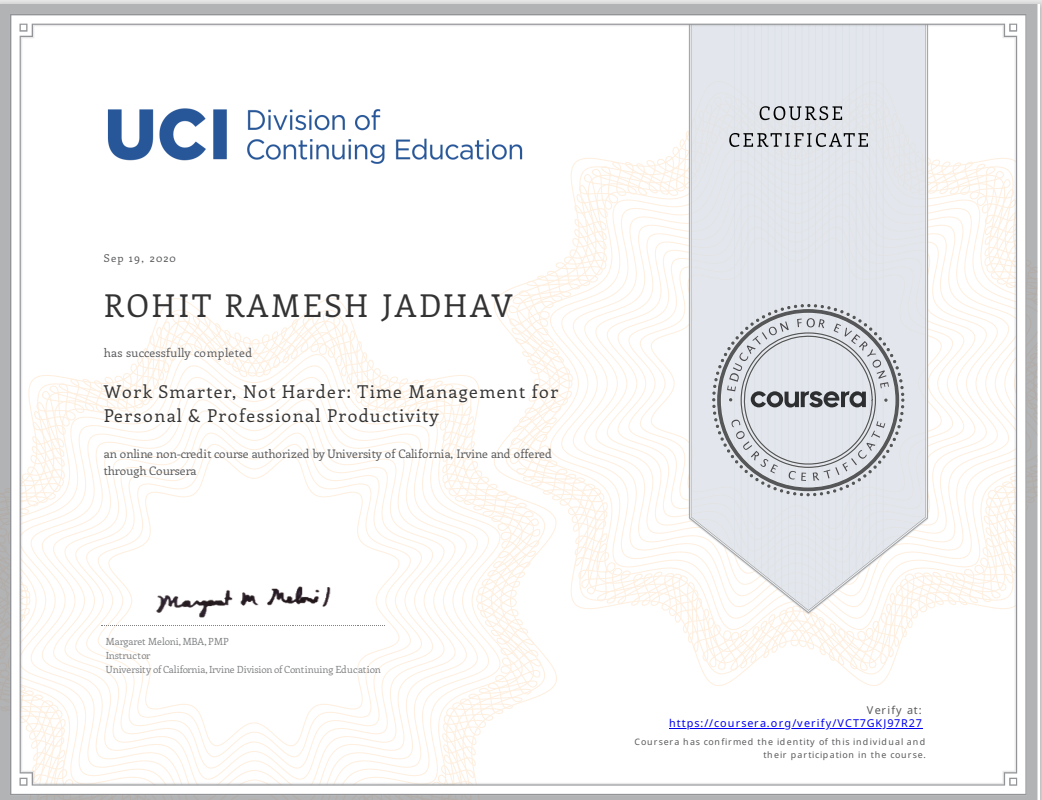 UCI Division of
Continuing Education
COURSE
CERTIFICATE
Sep 19, 2020
ROHIT RAMESH JADHAV
has successfully completed
Work Smarter, Not Harder: Time Management for
Personal & Professional Productivity
an online non-credit course authorized by University of California, Irvine and offered
through Coursera
EDUCATION FOR EVERYONE
coursera
COURSE CERTIFICATE
Margaret M Meloni
Margaret Meloni, MBA, PMP
Instructor
University of California, Irvine Division of Continuing Education
Verify at:
https://coursera.org/verify/VCT7GKJ97R27
Coursera has confirmed the identity of this individual and
their participation in the course.